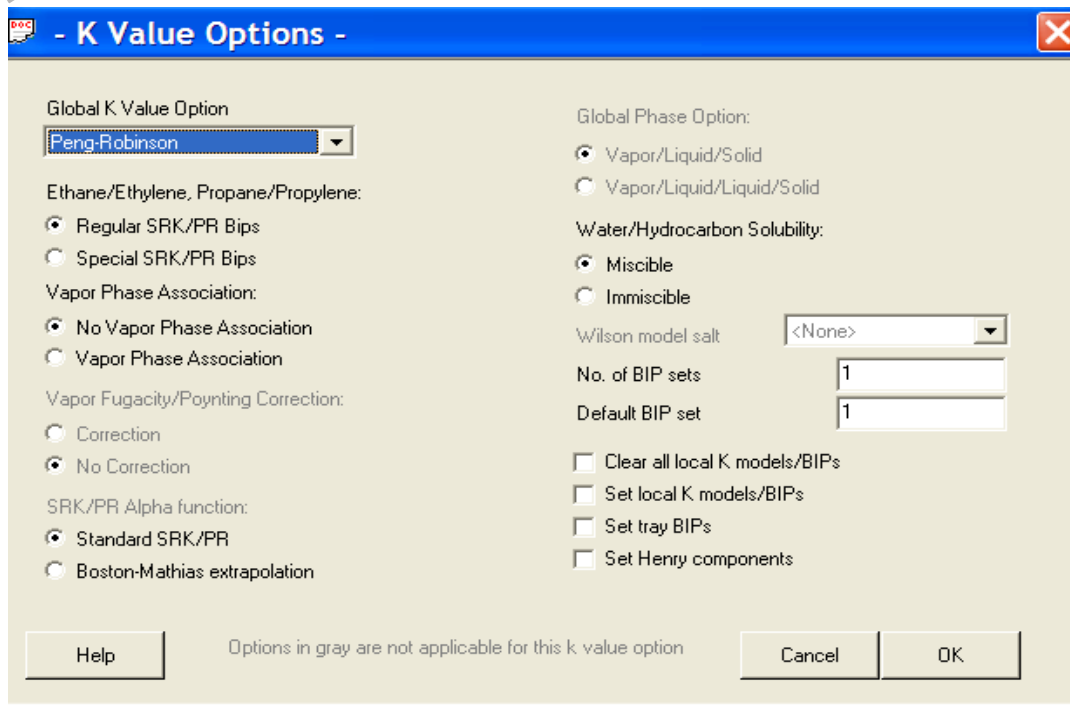 DOC
- K Value Options -
Global K Value Option
Peng-Robinson
Ethane/Ethylene, Propane/Propylene:
Regular SRK/PR Bips
Special SRK/PR Bips
Vapor Phase Association:
No Vapor Phase Association
Vapor Phase Association
Vapor Fugacity/Poynting Correction:
Correction
No Correction
SRK/PR Alpha function:
Standard SRK/PR
Boston-Mathias extrapolation
Global Phase Option:
Vapor/Liquid/Solid
Vapor/Liquid/Liquid/Solid
Water/Hydrocarbon Solubility:
Miscible
Immiscible
Wilson model salt <None>
No. of BIP sets 1
Default BIP set 1
Clear all local K models/BIPs
Set local K models/BIPs
Set tray BIPs
Set Henry components
Help
Options in gray are not applicable for this k value option
Cancel
OK